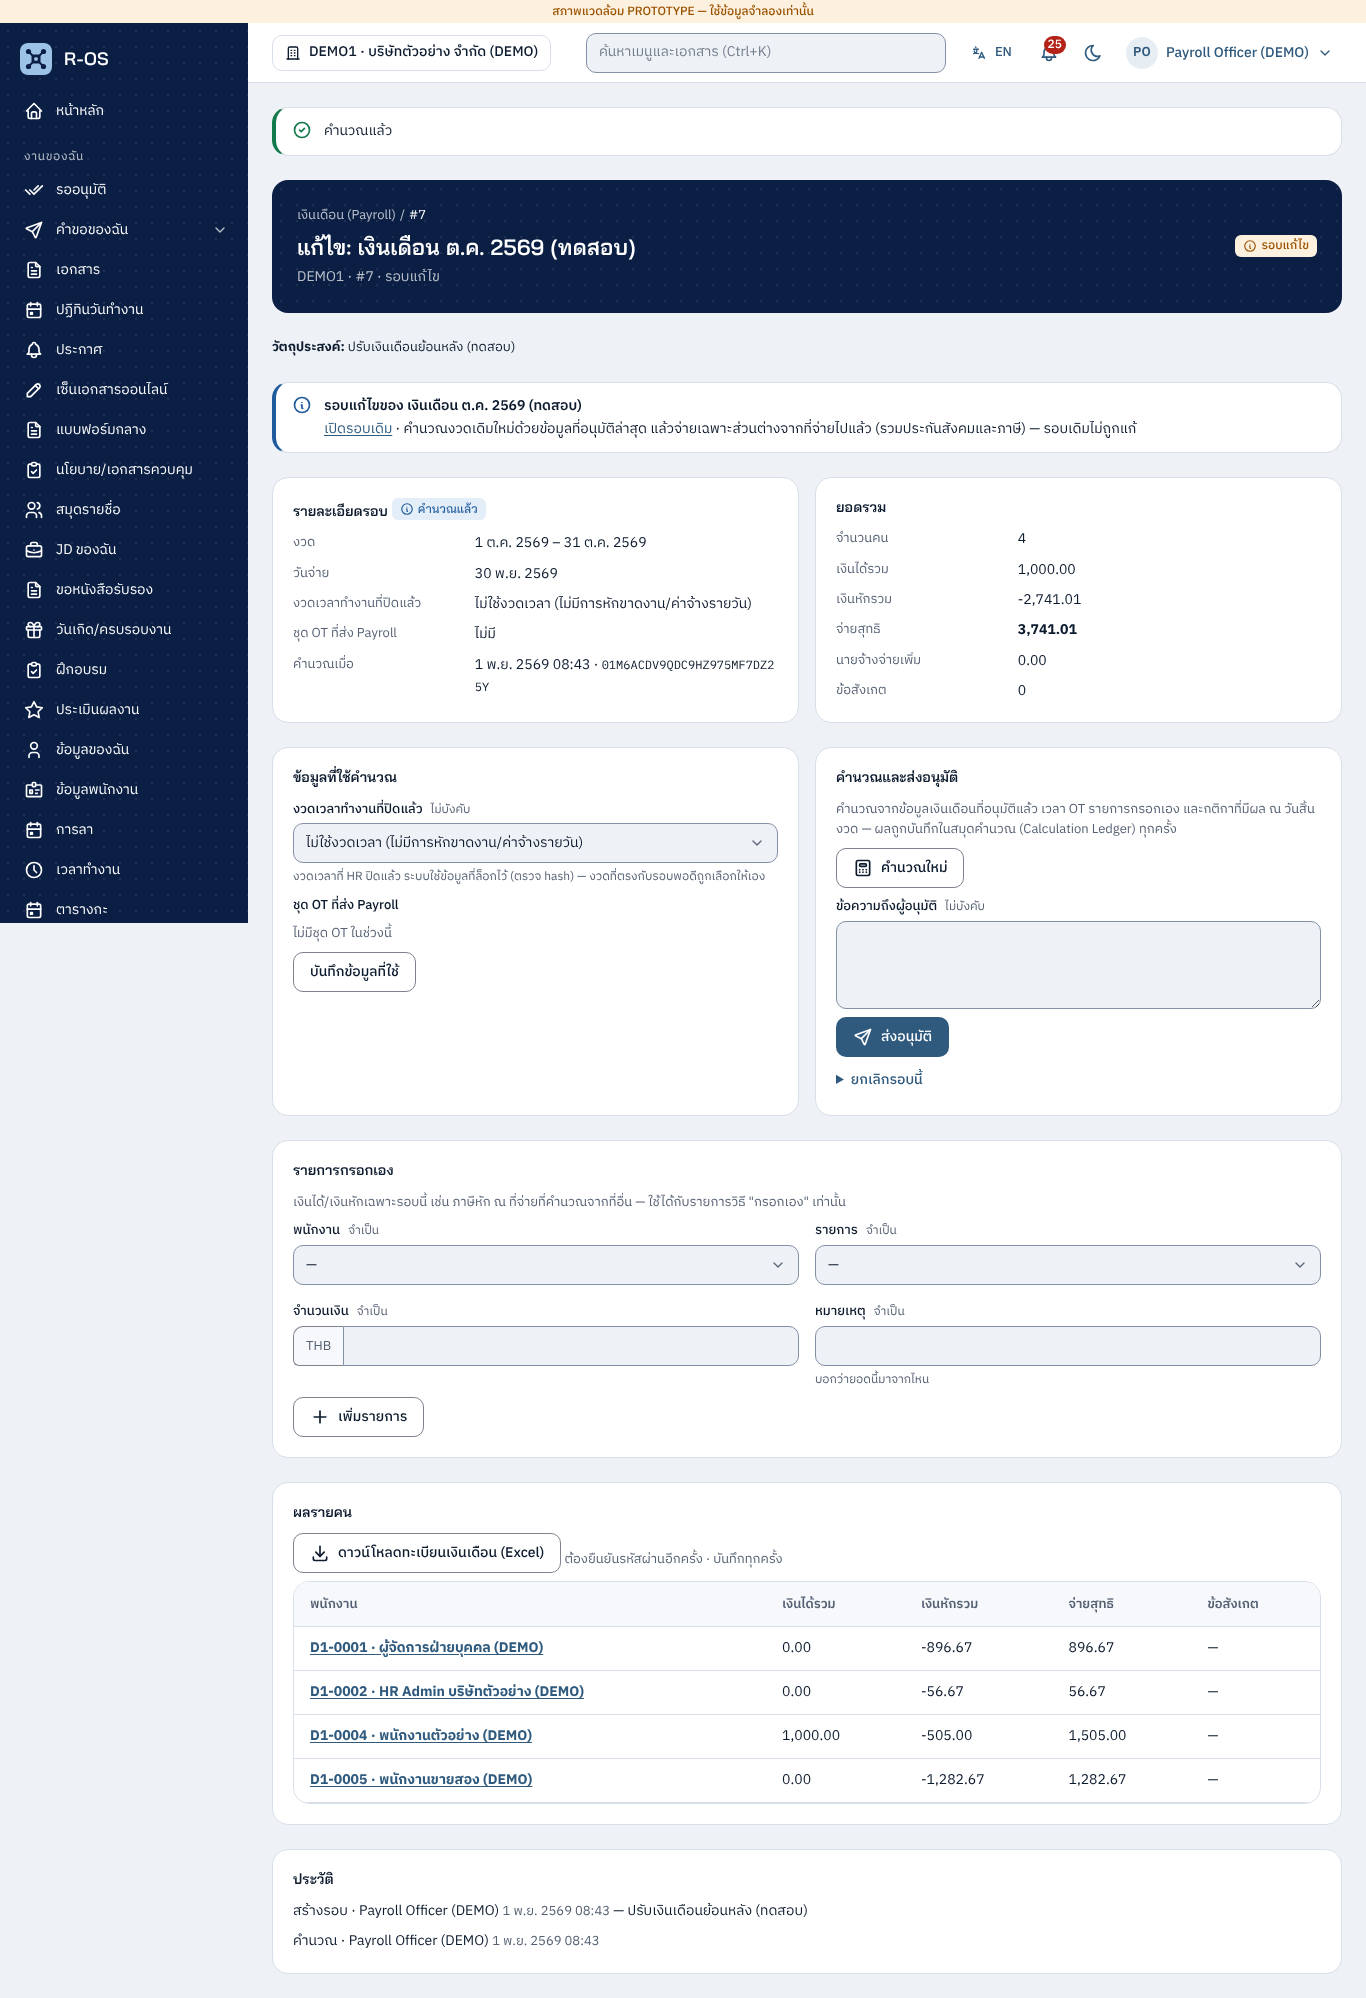 สภาพแวดล้อม PROTOTYPE — ใช้ข้อมูลจำลองเท่านั้น
R-OS
DEMO1 · บริษัทตัวอย่าง จำกัด (DEMO)
ค้นหาเมนูและเอกสาร (Ctrl+K)
EN
25
PO
Payroll Officer (DEMO)
หน้าหลัก
งานของฉัน
รออนุมัติ
คำขอของฉัน
เอกสาร
ปฏิทินวันทำงาน
ประกาศ
เซ็นเอกสารออนไลน์
แบบฟอร์มกลาง
นโยบาย/เอกสารควบคุม
สมุดรายชื่อ
JD ของฉัน
ขอหนังสือรับรอง
วันเกิด/ครบรอบงาน
ฝึกอบรม
ประเมินผลงาน
ข้อมูลของฉัน
ข้อมูลพนักงาน
การลา
เวลาทำงาน
ตารางกะ
คำนวณแล้ว
เงินเดือน (Payroll) / #7
แก้ไข: เงินเดือน ต.ค. 2569 (ทดสอบ)
DEMO1 · #7 · รอบแก้ไข
รอบแก้ไข
วัตถุประสงค์: ปรับเงินเดือนย้อนหลัง (ทดสอบ)
รอบแก้ไขของ เงินเดือน ต.ค. 2569 (ทดสอบ)
เปิดรอบเดิม · คำนวณงวดเดิมใหม่ด้วยข้อมูลที่อนุมัติล่าสุด แล้วจ่ายเฉพาะส่วนต่างจากที่จ่ายไปแล้ว (รวมประกันสังคมและภาษี) — รอบเดิมไม่ถูกแก้
รายละเอียดรอบ คำนวณแล้ว
งวด 1 ต.ค. 2569 – 31 ต.ค. 2569
วันจ่าย 30 พ.ย. 2569
งวดเวลาทำงานที่ปิดแล้ว ไม่ใช้งวดเวลา (ไม่มีการหักขาดงาน/ค่าจ้างรายวัน)
ชุด OT ที่ส่ง Payroll ไม่มี
คำนวณเมื่อ 1 พ.ย. 2569 08:43 · 01M6ACDV9QDC9HZ975MF7DZ2
5Y
ยอดรวม
จำนวนคน 4
เงินได้รวม 1,000.00
เงินหักรวม -2,741.01
จ่ายสุทธิ 3,741.01
นายจ้างจ่ายเพิ่ม 0.00
ข้อสังเกต 0
ข้อมูลที่ใช้คำนวณ
งวดเวลาทำงานที่ปิดแล้ว ไม่บังคับ
ไม่ใช้งวดเวลา (ไม่มีการหักขาดงาน/ค่าจ้างรายวัน)
งวดเวลาที่ HR ปิดแล้ว ระบบใช้ข้อมูลที่ล็อกไว้ (ตรวจ hash) — งวดที่ตรงกับรอบพอดีถูกเลือกให้เอง
ชุด OT ที่ส่ง Payroll
ไม่มีชุด OT ในช่วงนี้
บันทึกข้อมูลที่ใช้
คำนวณและส่งอนุมัติ
คำนวณจากข้อมูลเงินเดือนที่อนุมัติแล้ว เวลา OT รายการกรอกเอง และกติกาที่มีผล ณ วันสิ้น
งวด — ผลถูกบันทึกในสมุดคำนวณ (Calculation Ledger) ทุกครั้ง
คำนวณใหม่
ข้อความถึงผู้อนุมัติ ไม่บังคับ
ส่งอนุมัติ
ยกเลิกรอบนี้
รายการกรอกเอง
เงินได้/เงินหักเฉพาะรอบนี้ เช่น ภาษีหัก ณ ที่จ่ายที่คำนวณจากที่อื่น — ใช้ได้กับรายการวิธี "กรอกเอง" เท่านั้น
พนักงาน จำเป็น
—
รายการ จำเป็น
—
จำนวนเงิน จำเป็น
THB
หมายเหตุ จำเป็น
บอกว่ายอดนี้มาจากไหน
เพิ่มรายการ
ผลรายคน
ดาวน์โหลดทะเบียนเงินเดือน (Excel) ต้องยืนยันรหัสผ่านอีกครั้ง · บันทึกทุกครั้ง
พนักงาน เงินได้รวม เงินหักรวม จ่ายสุทธิ ข้อสังเกต
D1-0001 · ผู้จัดการฝ่ายบุคคล (DEMO) 0.00 -896.67 896.67 —
D1-0002 · HR Admin บริษัทตัวอย่าง (DEMO) 0.00 -56.67 56.67 —
D1-0004 · พนักงานตัวอย่าง (DEMO) 1,000.00 -505.00 1,505.00 —
D1-0005 · พนักงานขายสอง (DEMO) 0.00 -1,282.67 1,282.67 —
ประวัติ
สร้างรอบ · Payroll Officer (DEMO) 1 พ.ย. 2569 08:43 — ปรับเงินเดือนย้อนหลัง (ทดสอบ)
คำนวณ · Payroll Officer (DEMO) 1 พ.ย. 2569 08:43